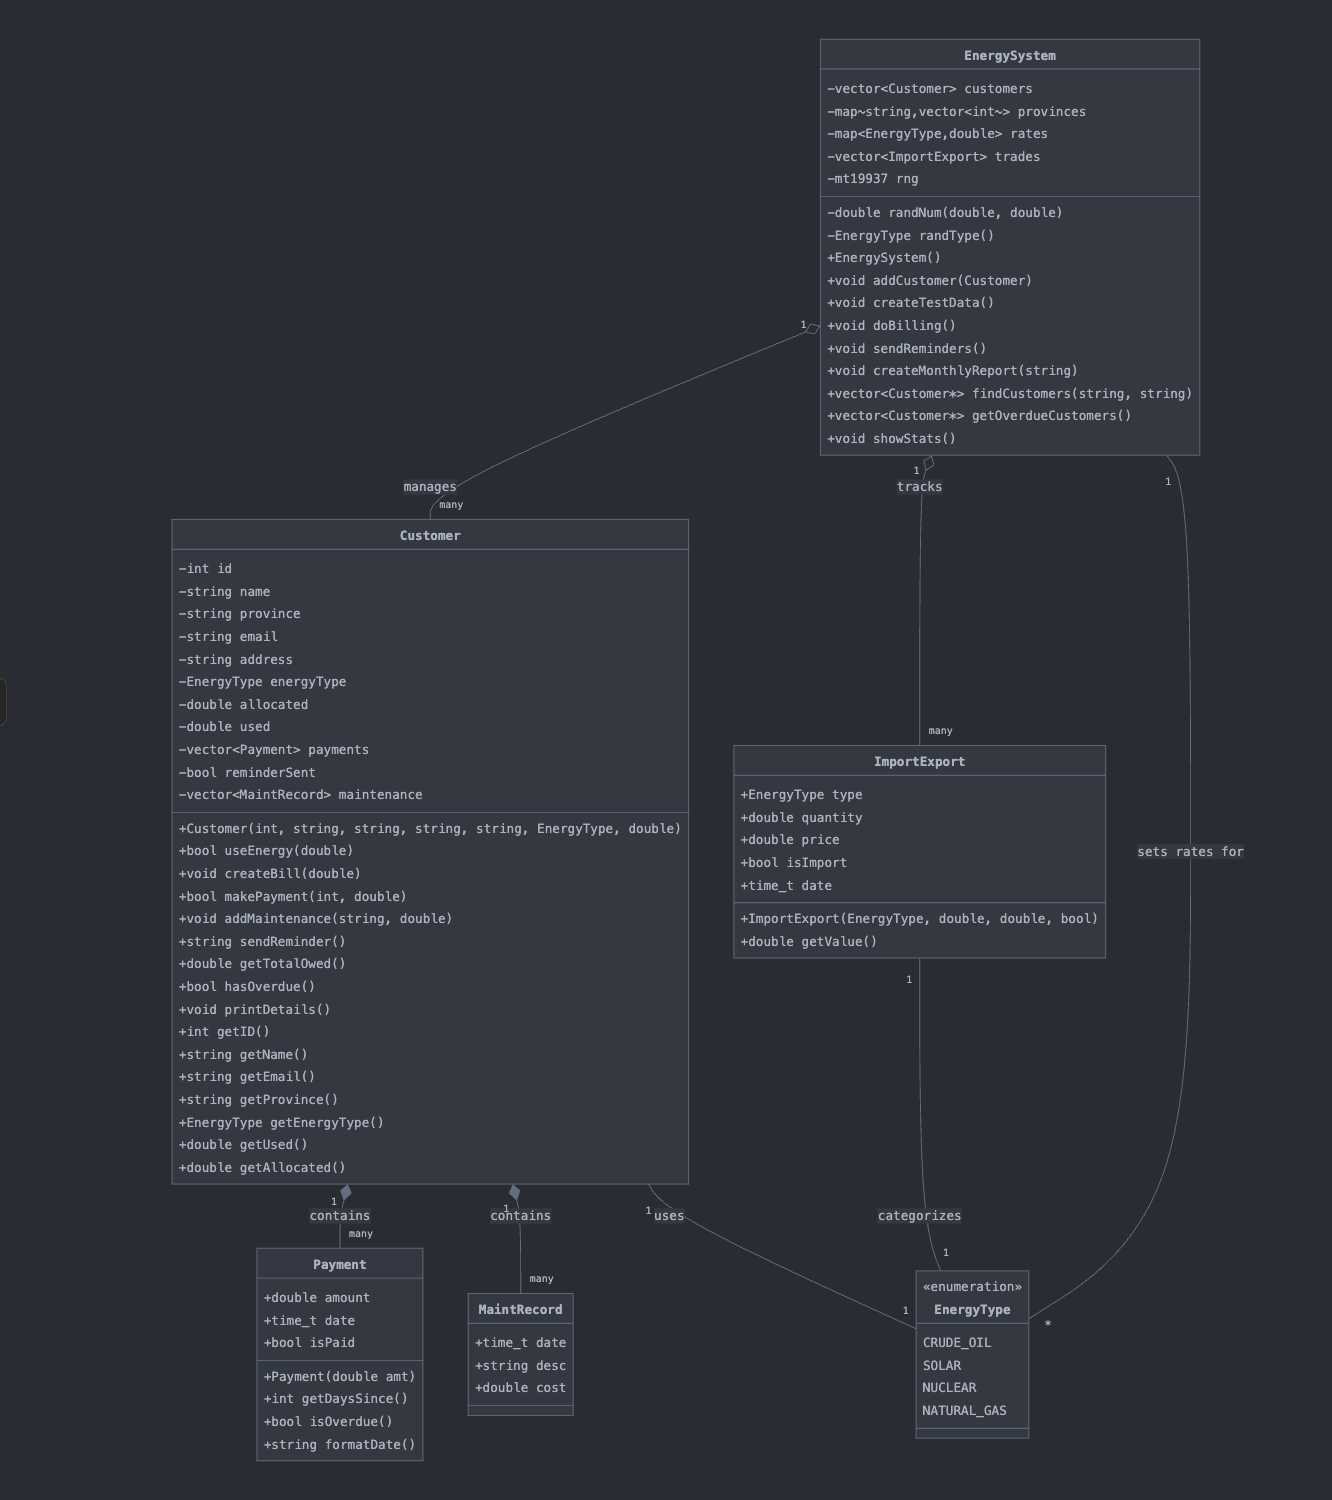 EnergySystem
-vector<Customer> customers
-map~string,vector<int~> provinces
-map<EnergyType,double> rates
-vector<ImportExport> trades
-mt19937 rng
-double randNum(double, double)
-EnergyType randType()
+EnergySystem()
+void addCustomer(Customer)
+void createTestData()
+void doBilling()
+void sendReminders()
+void createMonthlyReport(string)
+vector<Customer*> findCustomers(string, string)
+vector<Customer*> getOverdueCustomers()
+void showStats()
1
manages
many
1
tracks
many
1
sets rates for
*
Customer
-int id
-string name
-string province
-string email
-string address
-EnergyType energyType
-double allocated
-double used
-vector<Payment> payments
-bool reminderSent
-vector<MaintRecord> maintenance
+Customer(int, string, string, string, string, EnergyType, double)
+bool useEnergy(double)
+void createBill(double)
+bool makePayment(int, double)
+void addMaintenance(string, double)
+string sendReminder()
+double getTotalOwed()
+bool hasOverdue()
+void printDetails()
+int getID()
+string getName()
+string getEmail()
+string getProvince()
+EnergyType getEnergyType()
+double getUsed()
+double getAllocated()
ImportExport
+EnergyType type
+double quantity
+double price
+bool isImport
+time_t date
+ImportExport(EnergyType, double, double, bool)
+double getValue()
1
contains
many
1
contains
many
1
uses
1
1
categorizes
1
Payment
+double amount
+time_t date
+bool isPaid
+Payment(double amt)
+int getDaysSince()
+bool isOverdue()
+string formatDate()
MaintRecord
+time_t date
+string desc
+double cost
«enumeration»
EnergyType
CRUDE_OIL
SOLAR
NUCLEAR
NATURAL_GAS